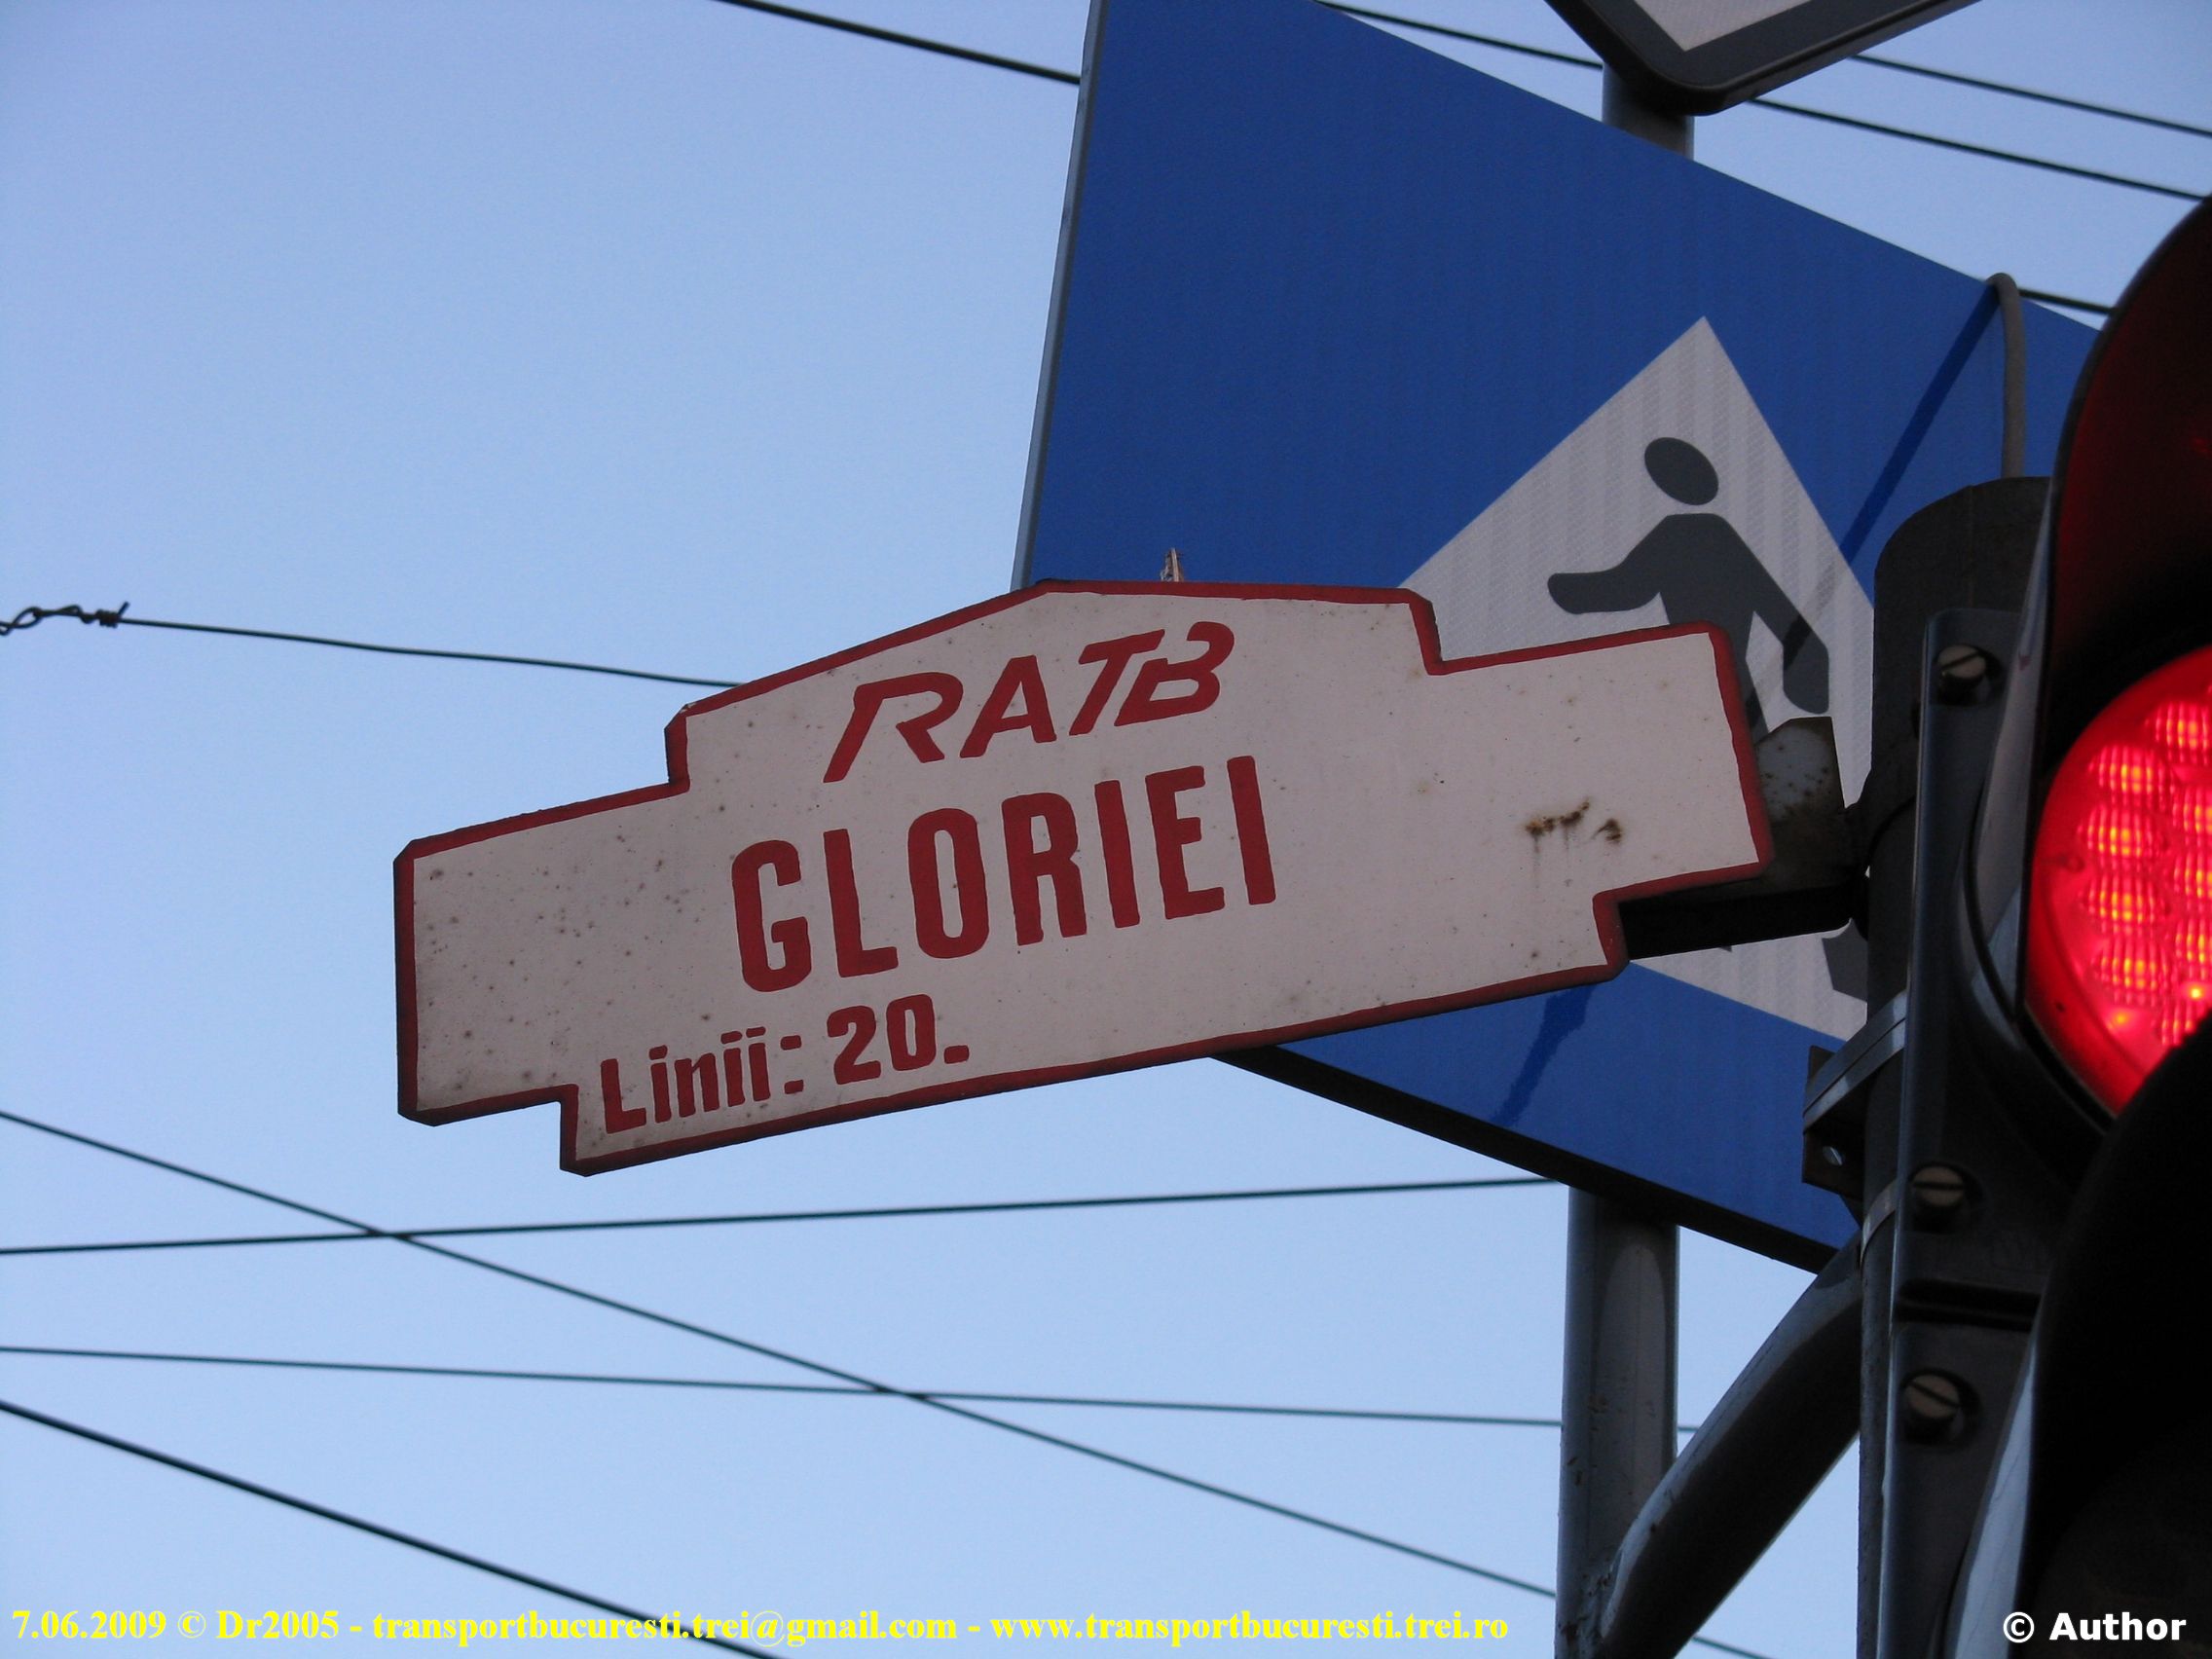 RATB
GLORIEI
Linii: 20.
7.06.2009 © Dr2005 - transportbucuresti.trei@gmail.com - www.transportbucuresti.trei.ro
© Author